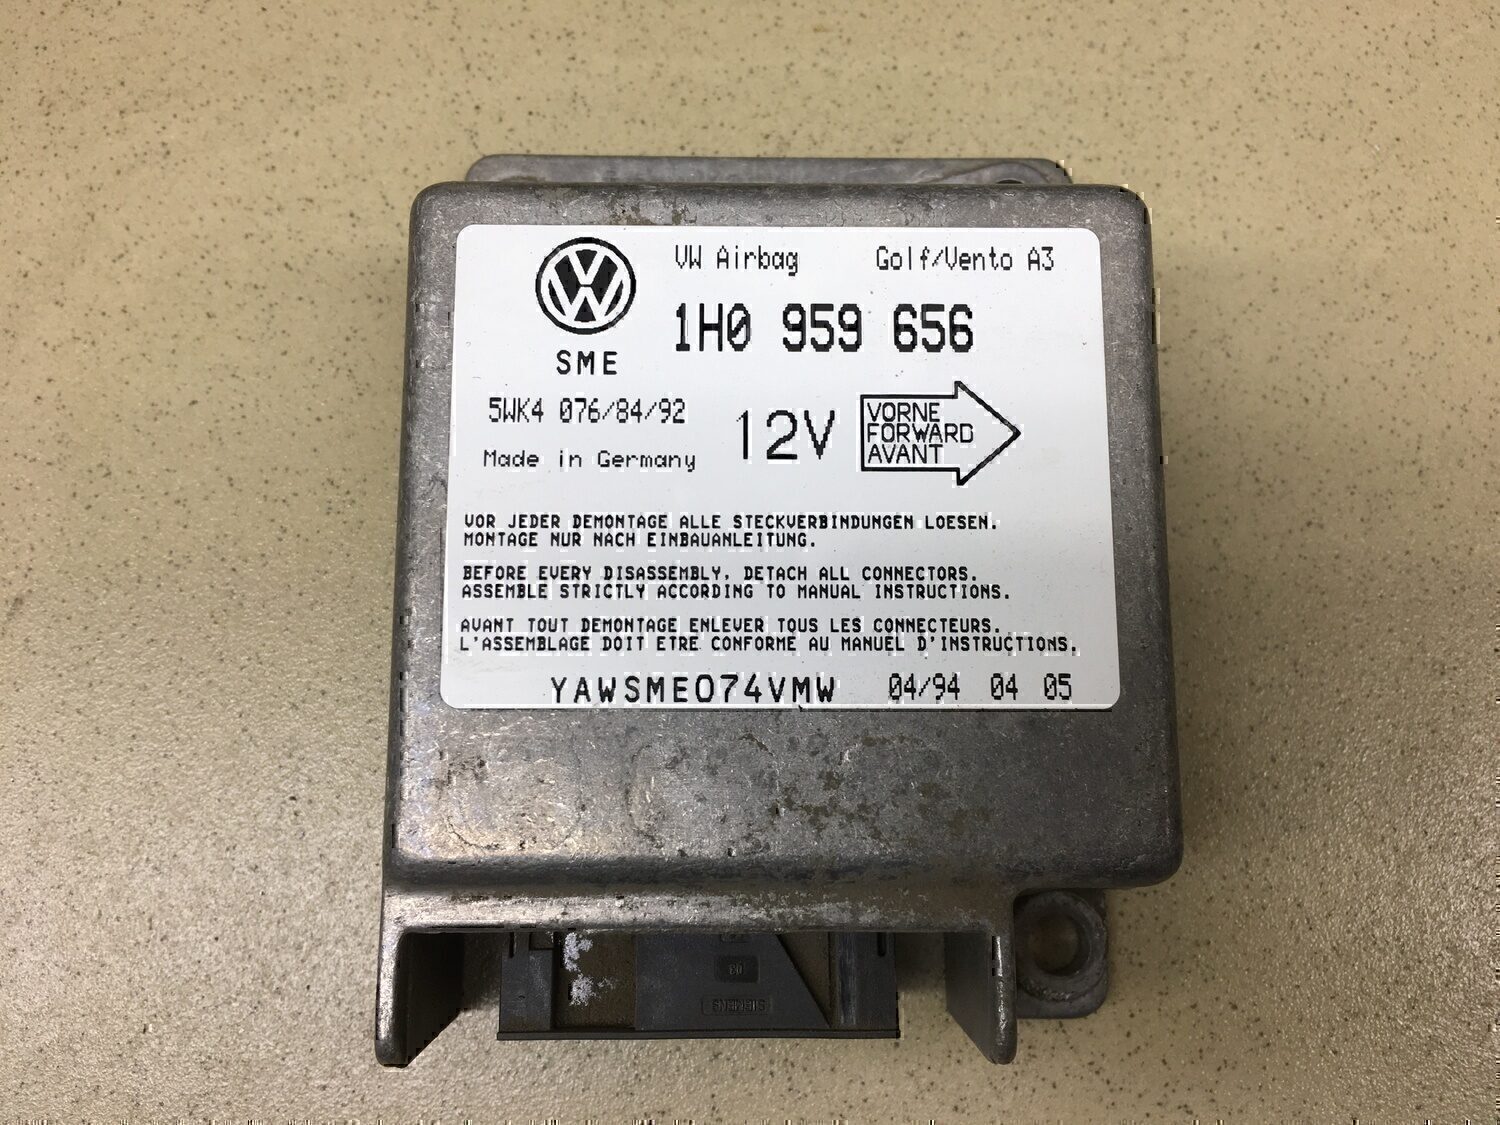 VW Airbag Golf/Vento A3
1H0 959 656
SME
5WK4 076/84/92
Made in Germany
12V
VORNE
FORWARD
AVANT
VOR JEDER DEMONTAGE ALLE STECKVERBINDUNGEN LOESEN.
MONTAGE NUR NACH EINBAUANLEITUNG.
BEFORE EVERY DISASSEMBLY, DETACH ALL CONNECTORS.
ASSEMBLE STRICTLY ACCORDING TO MANUAL INSTRUCTIONS.
AVANT TOUT DEMONTAGE ENLEVER TOUS LES CONNECTEURS.
L'ASSEMBLAGE DOIT ETRE CONFORME AU MANUEL D'INSTRUCTIONS.
YAWSME074VMW 04/94 04 05
SIEMENS